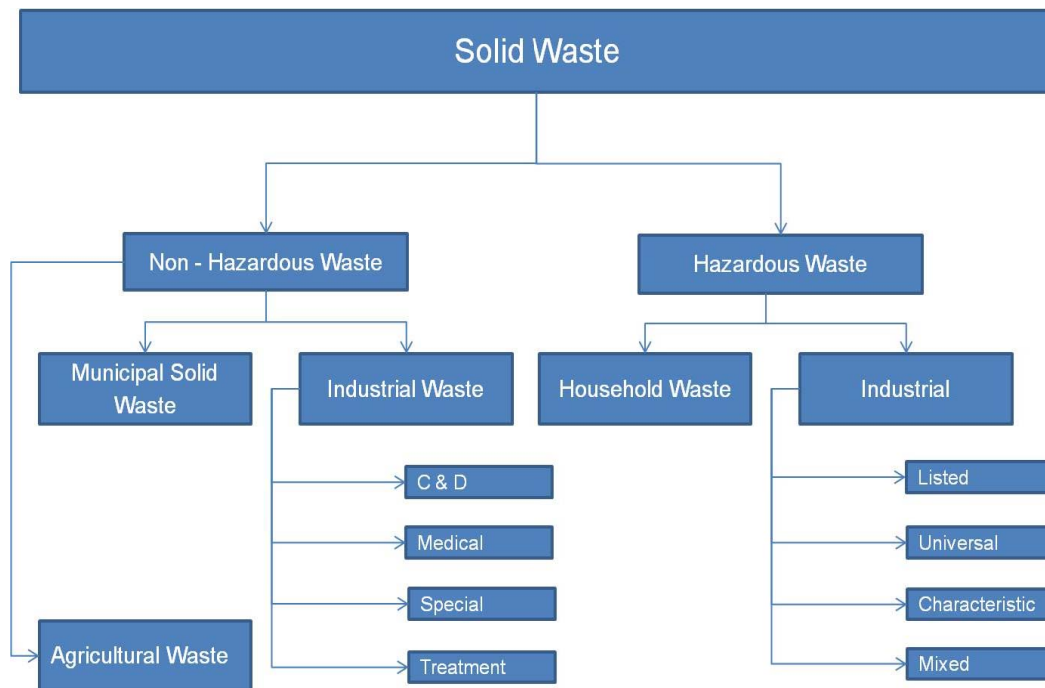 Solid Waste
Non - Hazardous Waste
Hazardous Waste
Municipal Solid
Waste
Industrial Waste
Household Waste
Industrial
C & D
Medical
Special
Treatment
Agricultural Waste
Listed
Universal
Characteristic
Mixed